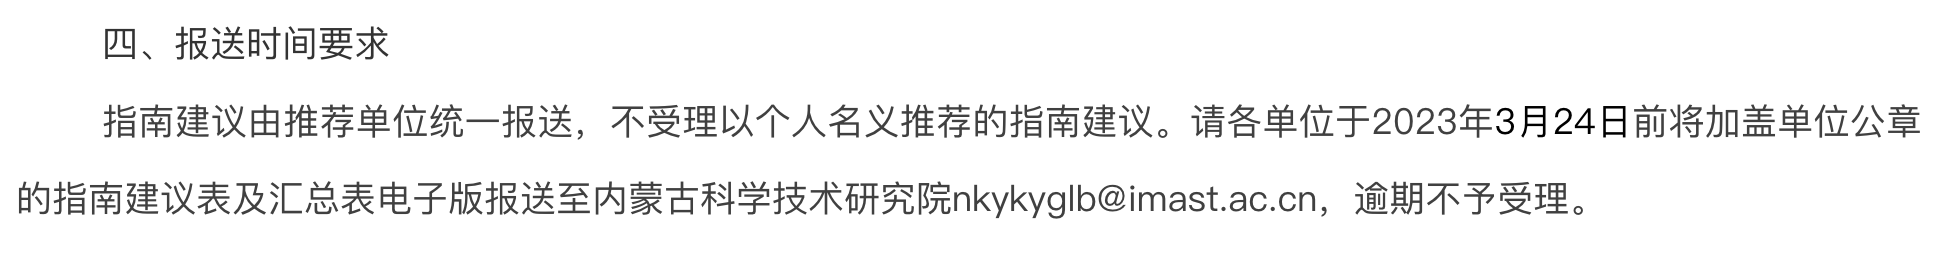 四、报送时间要求
指南建议由推荐单位统一报送，不受理以个人名义推荐的指南建议。请各单位于2023年3月24日前将加盖单位公章
的指南建议表及汇总表电子版报送至内蒙古科学技术研究院nkykyglb@imast.ac.cn，逾期不予受理。